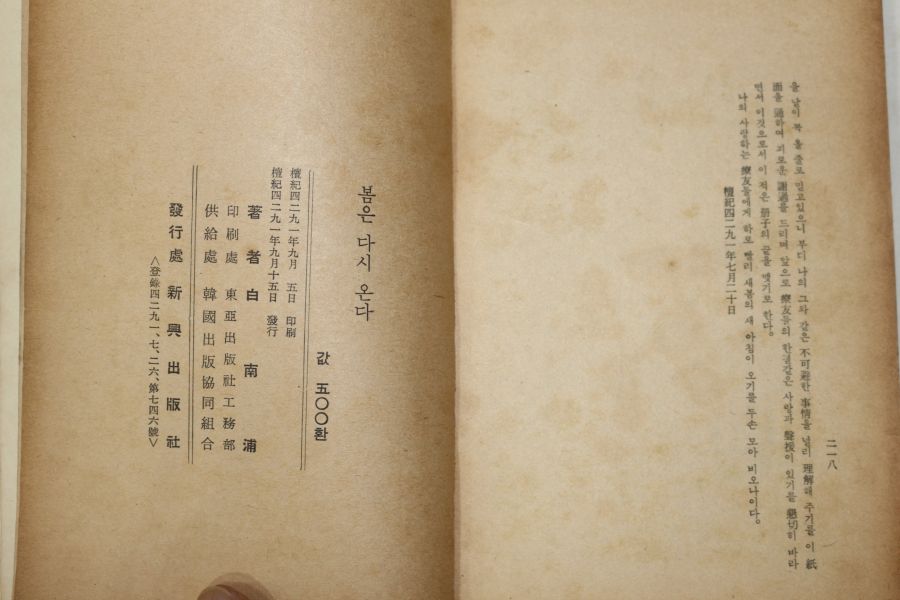 二一八
을 날이 꼭 올 줄로 믿고있으니 부디 나의 그와 같은 不可避한 事情을 널리 理解해 주기를 이 紙
面을 通하여 괴로운 謝過를 드리며 앞으로 療友들의 한결같은 사랑과 聲援이 있기를 懇切히 바라
면서 이것으로서 이 적은 冊子의 끝을 맺기로 한다.
나의 사랑하는 療友들에게 하로 빨리 새봄의 새 아침이 오기를 두손 모아 비오나이다.
檀紀四二九一年七月二十日
봄은 다시 온다
값 五〇〇환
檀紀四二九一年九月 五日 印刷
檀紀四二九一年九月十五日 發行
著者 白南浦
印刷處 東亞出版社工務部
供給處 韓國出版協同組合
發行處 新興出版社
〈登錄四二九一、七、二六、第七四六號〉